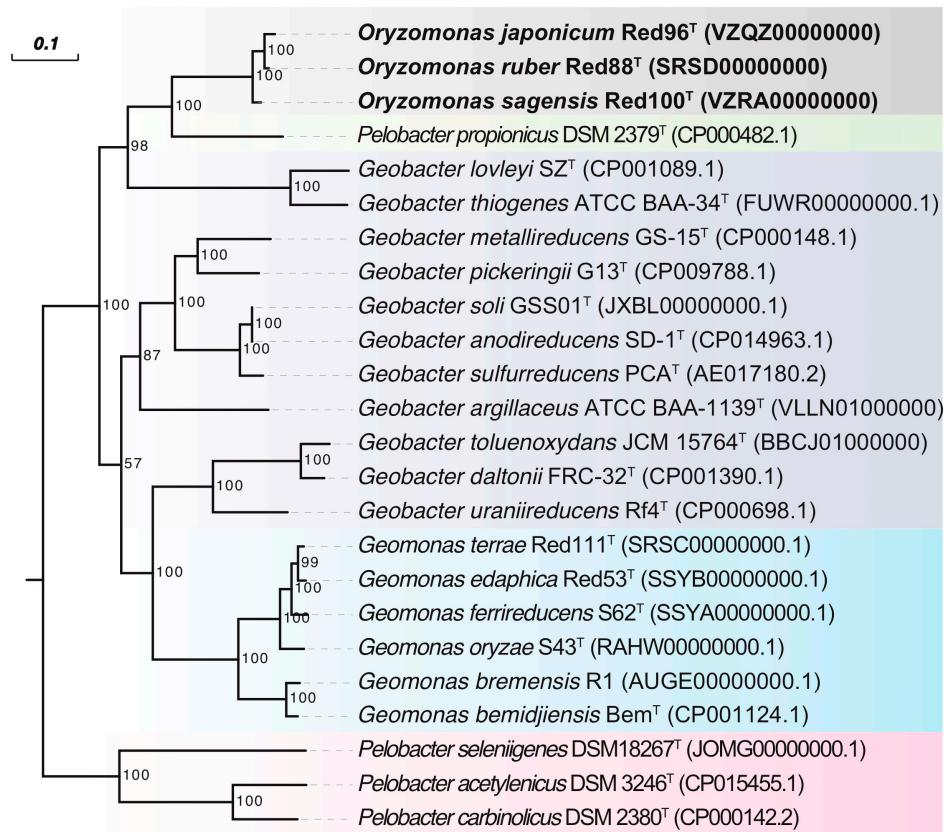 0.1
Oryzomonas japonicum Red96ᵀ (VZQZ00000000)
100
Oryzomonas ruber Red88ᵀ (SRSD00000000)
100
Oryzomonas sagensis Red100ᵀ (VZRA00000000)
100
Pelobacter propionicus DSM 2379ᵀ (CP000482.1)
98
Geobacter lovleyi SZᵀ (CP001089.1)
100
Geobacter thiogenes ATCC BAA-34ᵀ (FUWR00000000.1)
Geobacter metallireducens GS-15ᵀ (CP000148.1)
100
Geobacter pickeringii G13ᵀ (CP009788.1)
100
100
Geobacter soli GSS01ᵀ (JXBL00000000.1)
100
Geobacter anodireducens SD-1ᵀ (CP014963.1)
100
87
Geobacter sulfurreducens PCAᵀ (AE017180.2)
Geobacter argillaceus ATCC BAA-1139ᵀ (VLLN01000000)
Geobacter toluenoxydans JCM 15764ᵀ (BBCJ01000000)
57
100
Geobacter daltonii FRC-32ᵀ (CP001390.1)
100
Geobacter uraniireducens Rf4ᵀ (CP000698.1)
Geomonas terrae Red111ᵀ (SRSC00000000.1)
99
100
Geomonas edaphica Red53ᵀ (SSYB00000000.1)
100
Geomonas ferrireducens S62ᵀ (SSYA00000000.1)
100
Geomonas oryzae S43ᵀ (RAHW00000000.1)
100
Geomonas bremensis R1 (AUGE00000000.1)
100
Geomonas bemidjiensis Bemᵀ (CP001124.1)
Pelobacter seleniigenes DSM18267ᵀ (JOMG00000000.1)
100
Pelobacter acetylenicus DSM 3246ᵀ (CP015455.1)
100
Pelobacter carbinolicus DSM 2380ᵀ (CP000142.2)